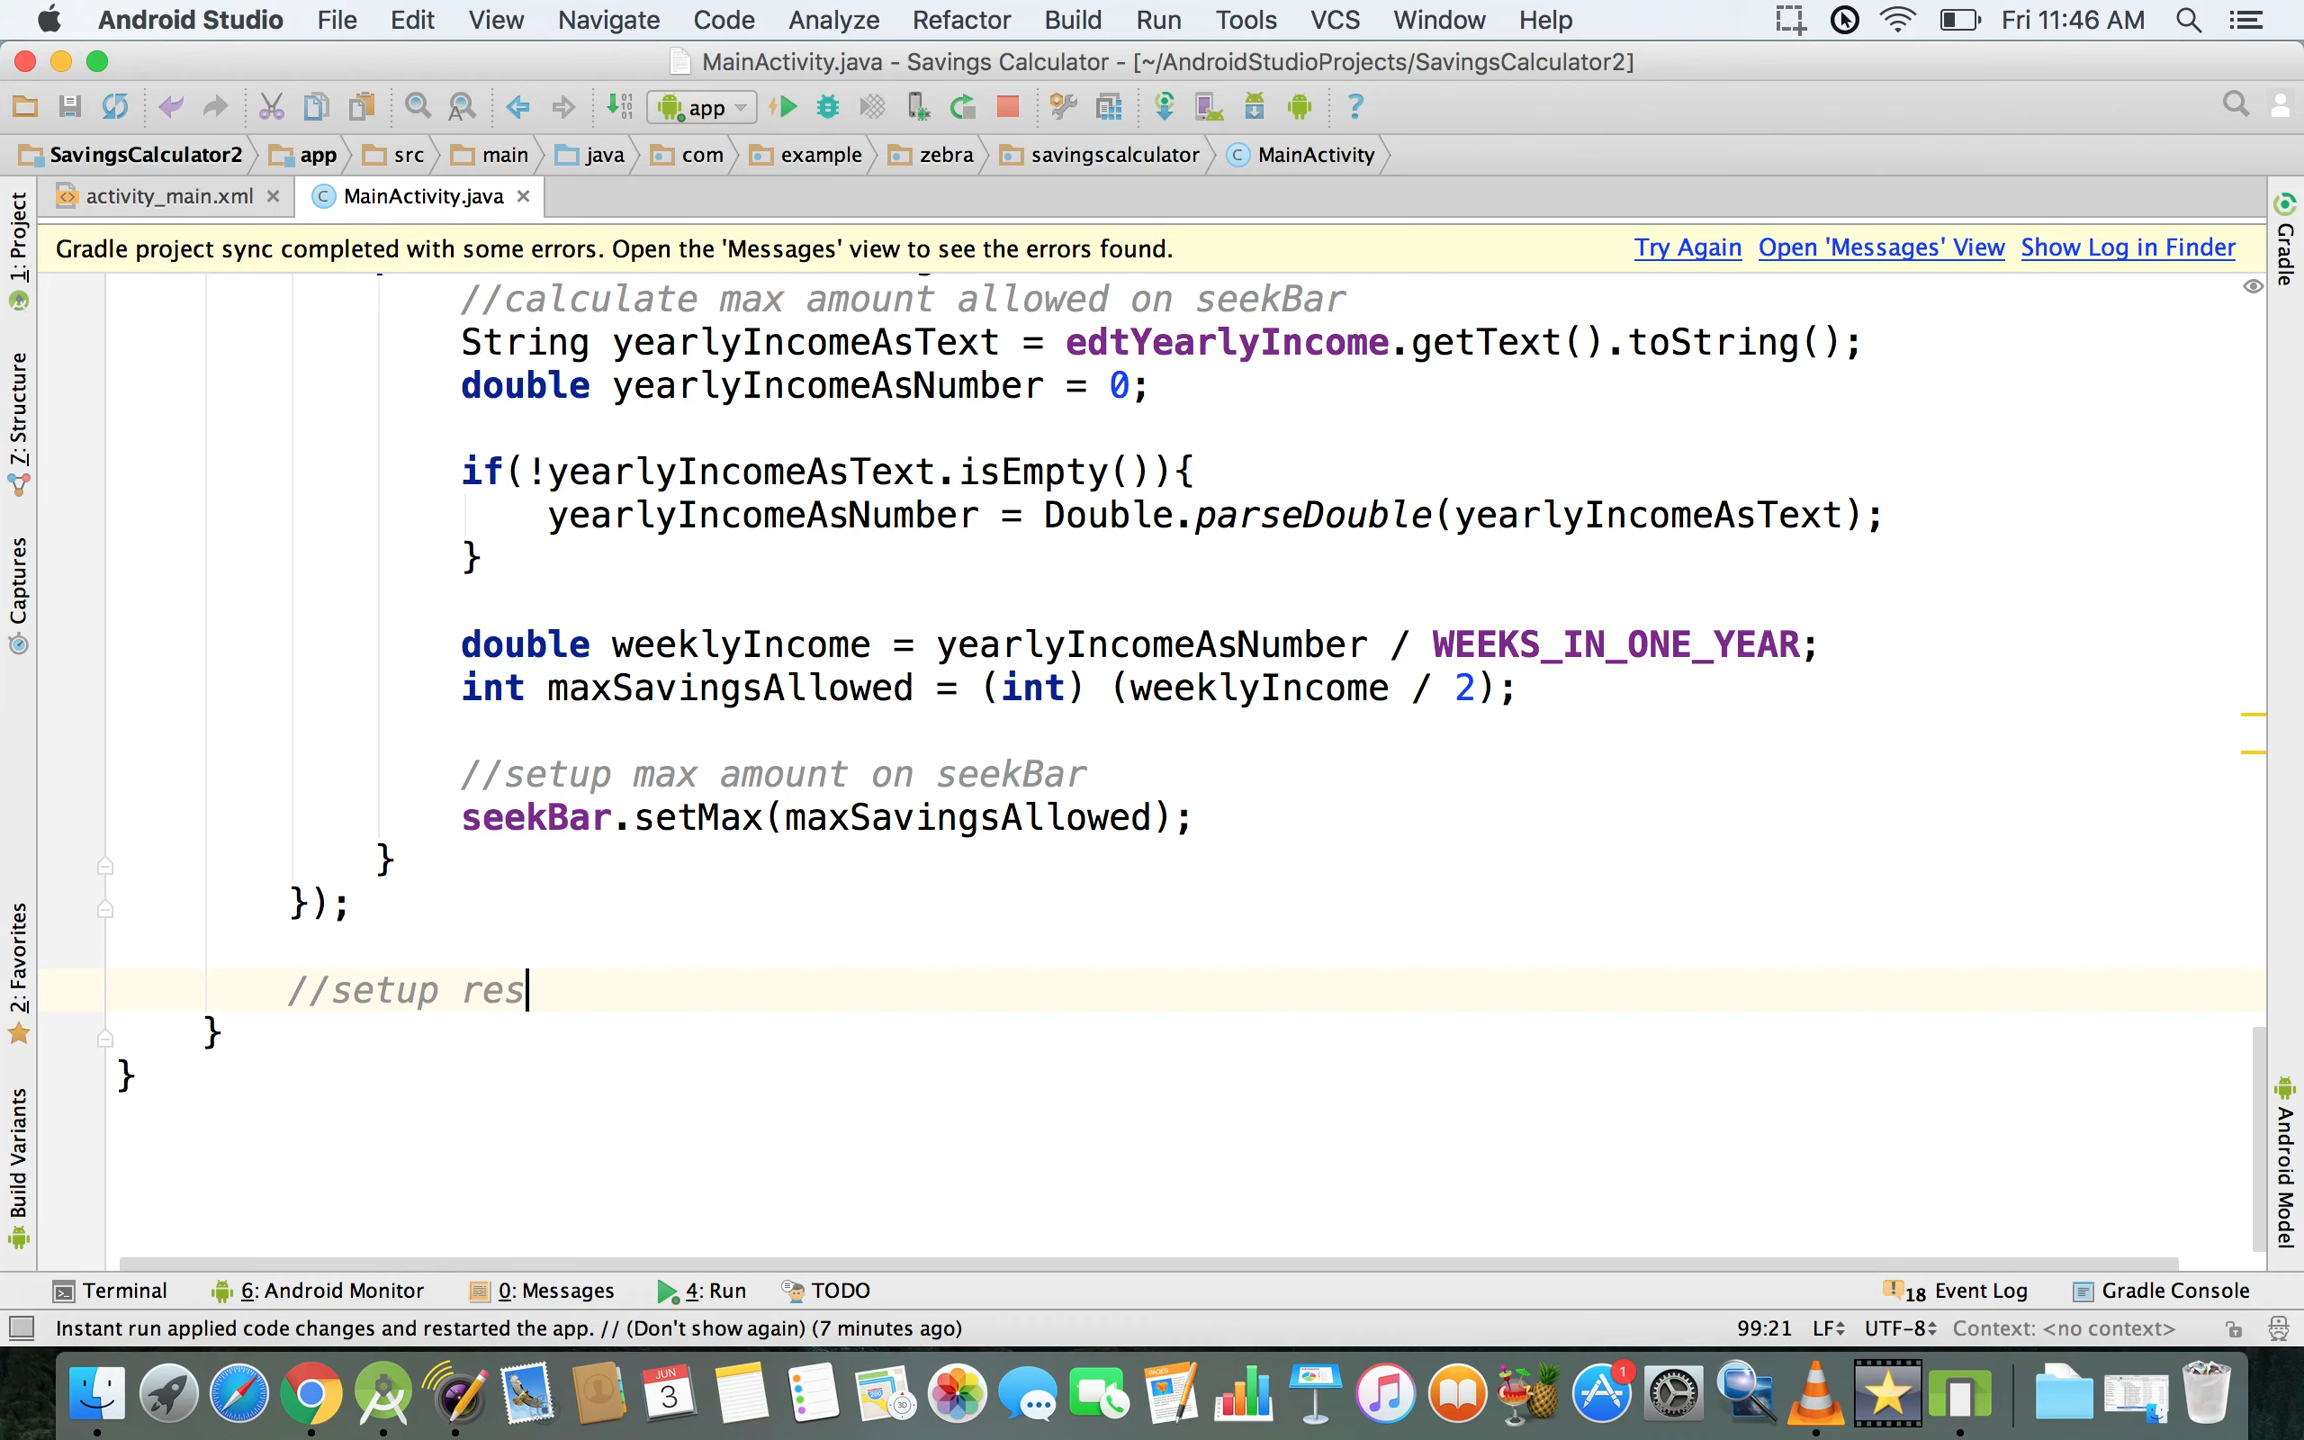 Android Studio File Edit View Navigate Code Analyze Refactor Build Run Tools VCS Window Help Fri 11:46 AM
MainActivity.java - Savings Calculator - [~/AndroidStudioProjects/SavingsCalculator2]
app
SavingsCalculator2 app src main java com example zebra savingscalculator MainActivity
activity_main.xml MainActivity.java
Gradle project sync completed with some errors. Open the 'Messages' view to see the errors found. Try Again Open 'Messages' View Show Log in Finder
//calculate max amount allowed on seekBar
String yearlyIncomeAsText = edtYearlyIncome.getText().toString();
double yearlyIncomeAsNumber = 0;
if(!yearlyIncomeAsText.isEmpty()){
yearlyIncomeAsNumber = Double.parseDouble(yearlyIncomeAsText);
}
double weeklyIncome = yearlyIncomeAsNumber / WEEKS_IN_ONE_YEAR;
int maxSavingsAllowed = (int) (weeklyIncome / 2);
//setup max amount on seekBar
seekBar.setMax(maxSavingsAllowed);
}
});
//setup res
}
}
1: Project
7: Structure
Captures
2: Favorites
Build Variants
Gradle
Android Model
Terminal 6: Android Monitor 0: Messages 4: Run TODO 18 Event Log Gradle Console
Instant run applied code changes and restarted the app. // (Don't show again) (7 minutes ago) 99:21 LF UTF-8 Context: <no context>
JUN
3
1